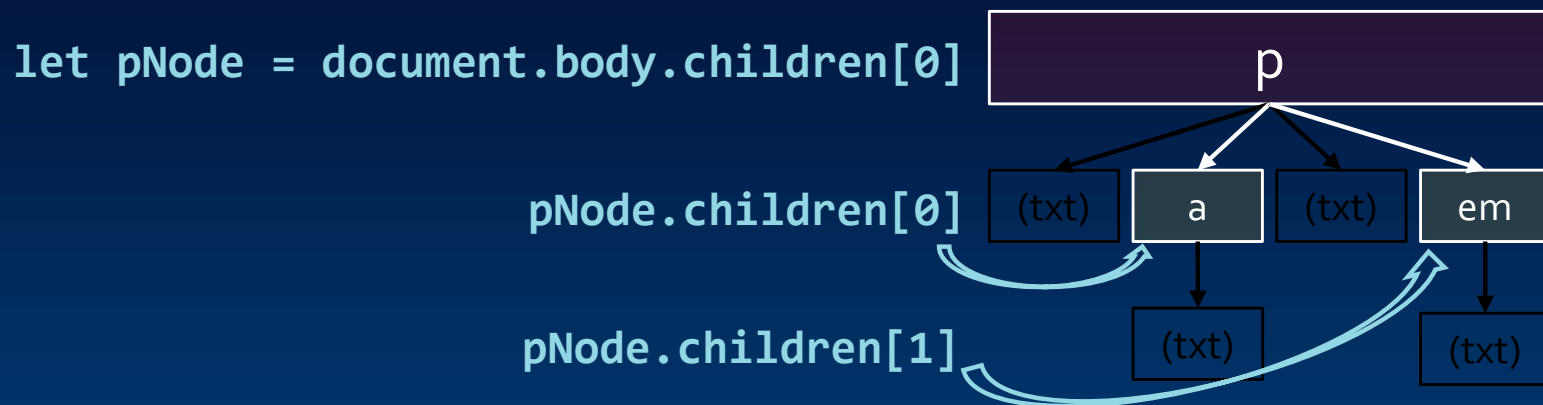 let pNode = document.body.children[0]
p
pNode.children[0]
(txt)
a
(txt)
em
pNode.children[1]
(txt)
(txt)